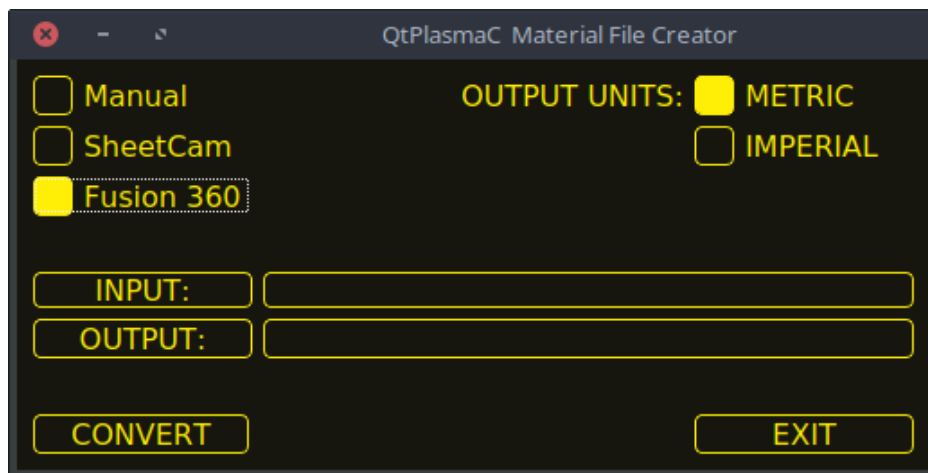 QtPlasmaC Material File Creator
Manual OUTPUT UNITS: METRIC
SheetCam IMPERIAL
Fusion 360
INPUT:
OUTPUT:
CONVERT EXIT